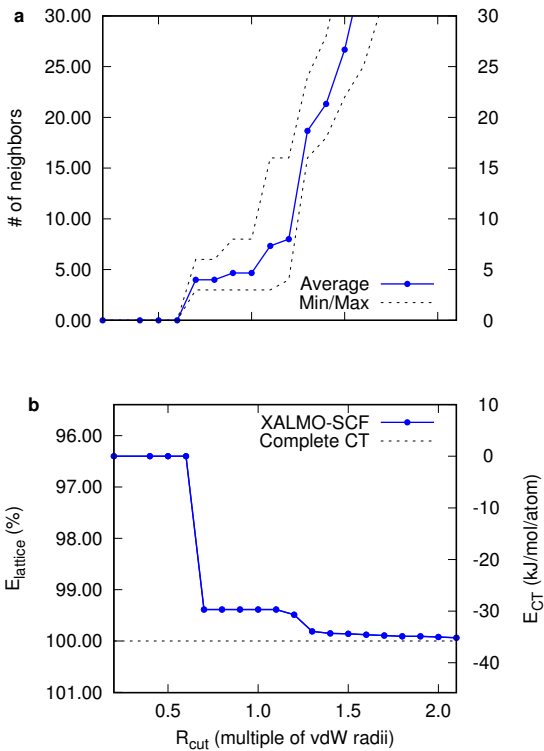 a
30.00
25.00
20.00
15.00
10.00
5.00
0.00
# of neighbors
30
25
20
15
10
5
0
Average
Min/Max
b
96.00
97.00
98.00
99.00
100.00
101.00
E_lattice (%)
10
0
-10
-20
-30
-40
E_CT (kJ/mol/atom)
XALMO-SCF
Complete CT
0.5 1.0 1.5 2.0
R_cut (multiple of vdW radii)